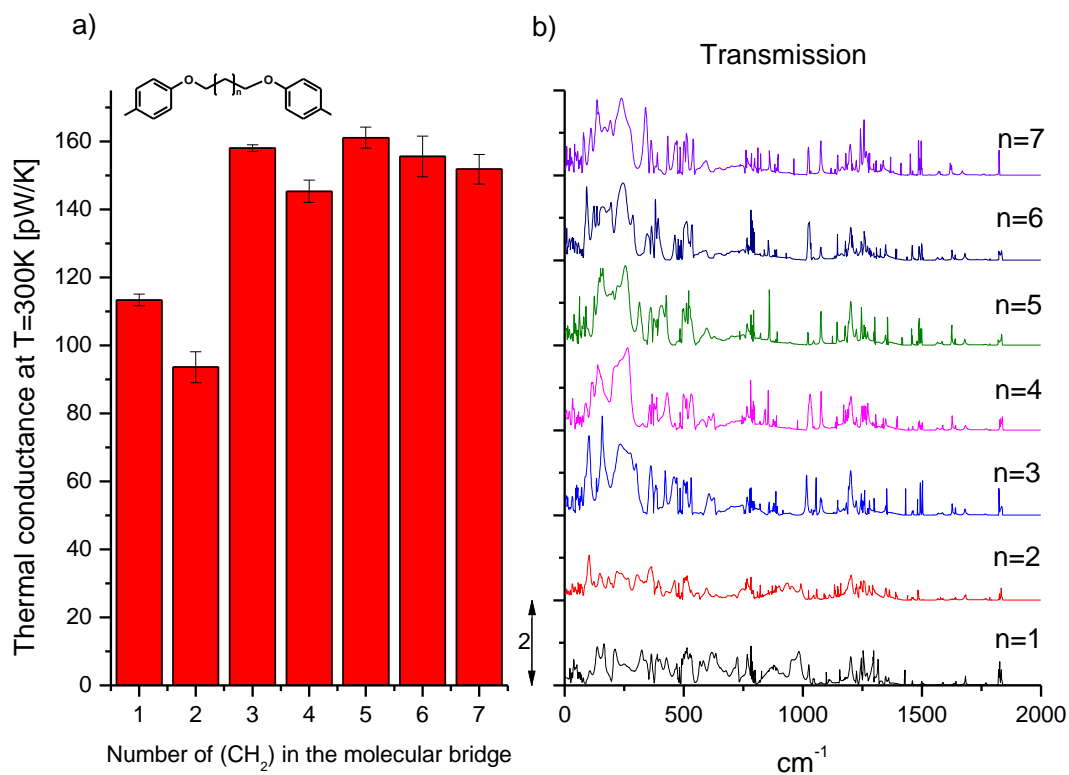 a)
b)
Transmission
O
O
n
Thermal conductance at T=300K [pW/K]
160
140
120
100
80
60
40
20
0
1 2 3 4 5 6 7
Number of (CH2) in the molecular bridge
n=7
n=6
n=5
n=4
n=3
n=2
n=1
2
0 500 1000 1500 2000
cm-1